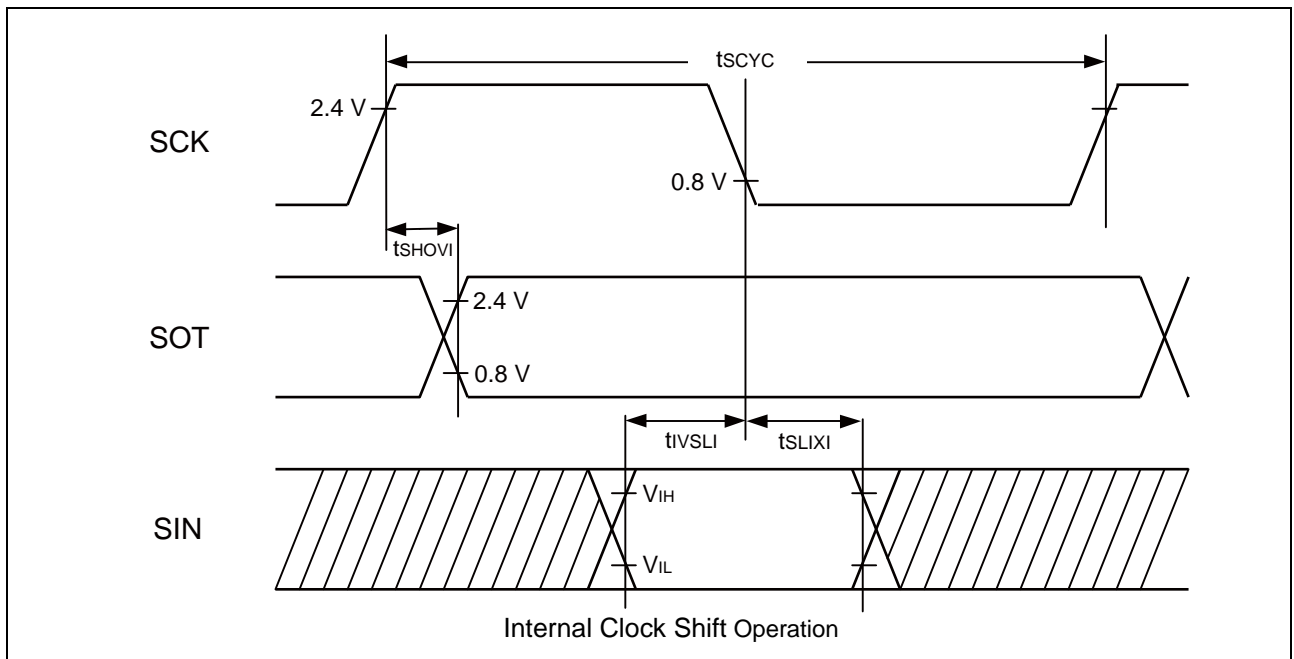 tSCYC
2.4 V
SCK
0.8 V
tSHOVI
2.4 V
SOT
0.8 V
tIVSLI
tSLIXI
VIH
SIN
VIL
Internal Clock Shift Operation